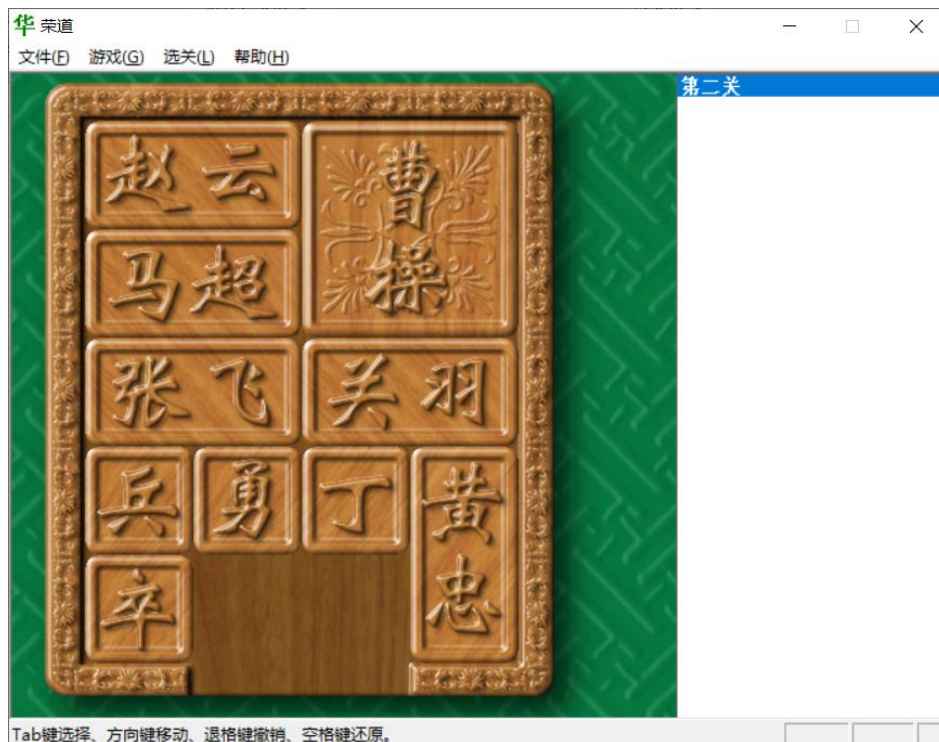 华 荣道
文件(F) 游戏(G) 选关(L) 帮助(H)
第二关
赵云
曹操
马超
张飞
关羽
兵
勇
丁
黄忠
卒
Tab键选择、方向键移动、退格键撤销、空格键还原。